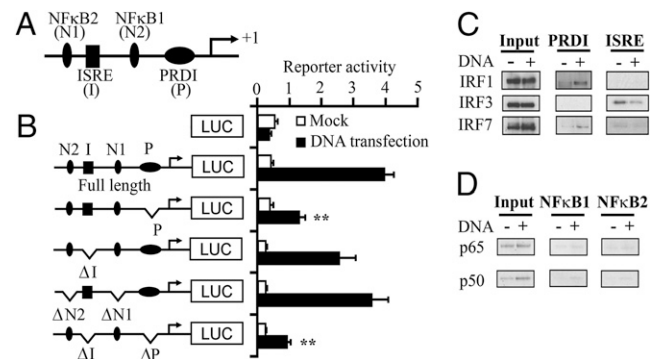 A
NFκB2 NFκB1
(N1) (N2)
+1
ISRE PRDI
(I) (P)
B
Reporter activity
0 1 2 3 4 5
LUC
Mock
DNA transfection
N2 I N1 P
LUC
Full length
LUC
**
P
LUC
ΔI
LUC
ΔN2 ΔN1
LUC
**
ΔI ΔP
C
Input PRDI ISRE
DNA - + - + - +
IRF1
IRF3
IRF7
D
Input NFκB1 NFκB2
DNA - + - + - +
p65
p50